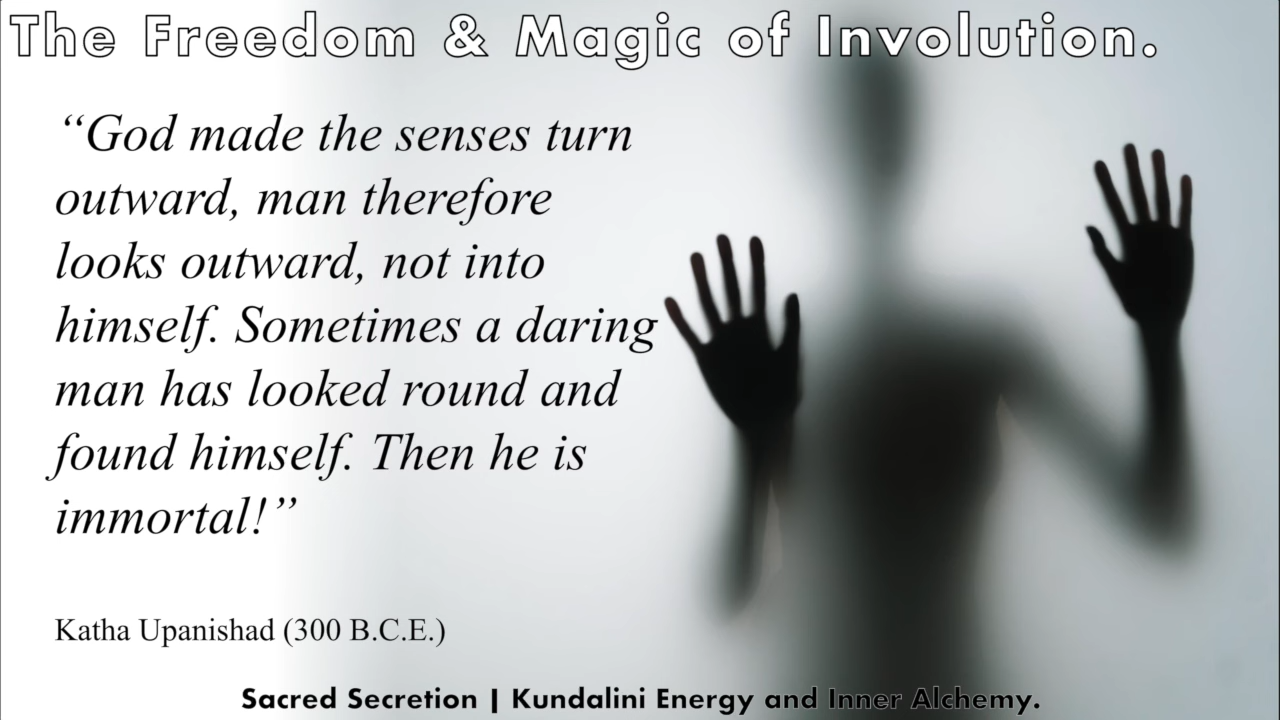 The Freedom & Magic of Involution.
“God made the senses turn
outward, man therefore
looks outward, not into
himself. Sometimes a daring
man has looked round and
found himself. Then he is
immortal!”
Katha Upanishad (300 B.C.E.)
Sacred Secretion | Kundalini Energy and Inner Alchemy.